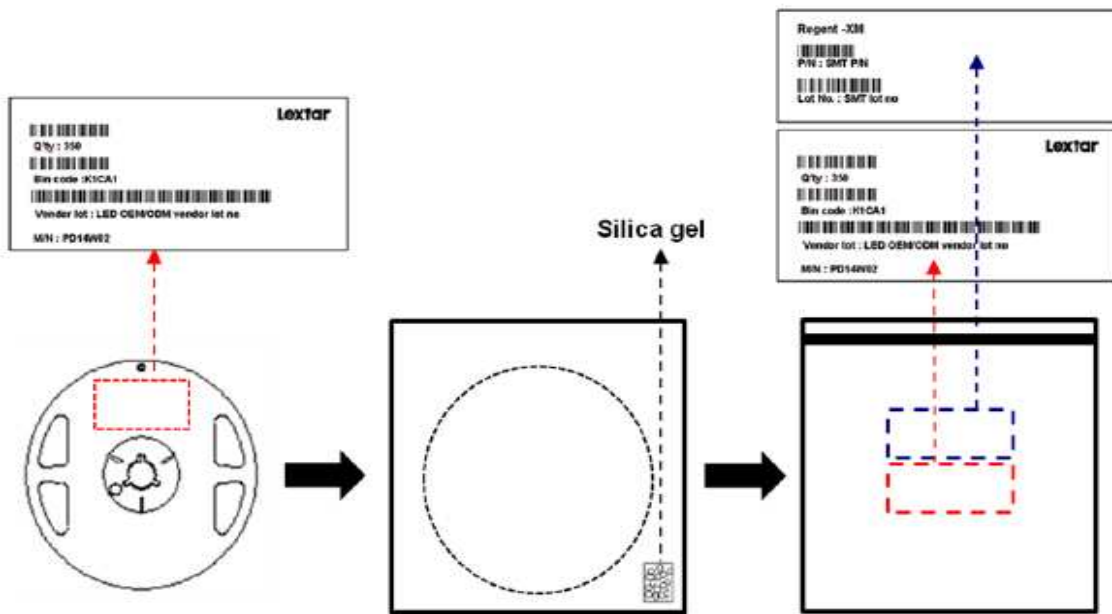 Lextar
Q'ty : 350
Bin code :K1CA1
Vendor lot : LED OEM/ODM vendor lot no
M/N : PD14W02
Silica gel
Regent -XM
P/N : SMT P/N
Lot No. : SMT lot no
Lextar
Q'ty : 350
Bin code :K1CA1
Vendor lot : LED OEM/ODM vendor lot no
M/N : PD14W02